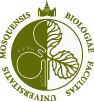 UNIVERSITATIS MOSQUENSIS
BIOLOGIAE FACULTAS